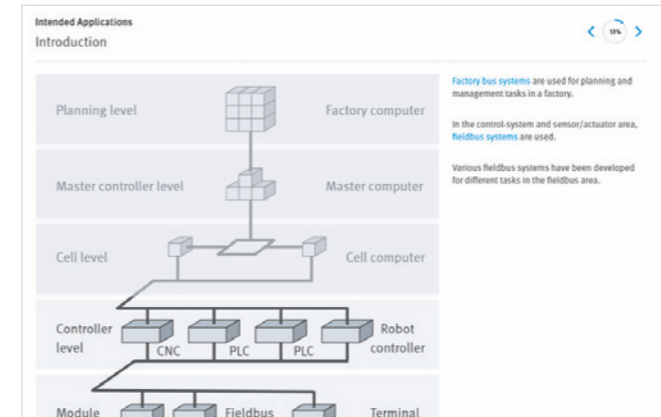 Intended Applications
Introduction
13%
Planning level
Factory computer
Master controller level
Master computer
Cell level
Cell computer
Controller
level
CNC
PLC
PLC
Robot
controller
Module
Fieldbus
Terminal
Factory bus systems are used for planning and
management tasks in a factory.
In the control-system and sensor/actuator area,
fieldbus systems are used.
Various fieldbus systems have been developed
for different tasks in the fieldbus area.